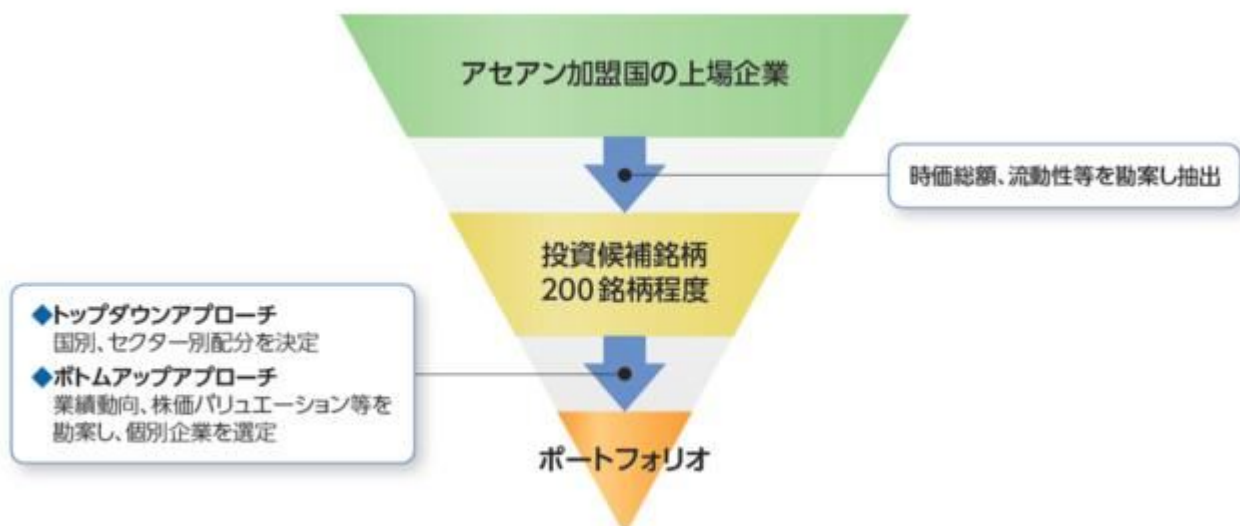 アセアン加盟国の上場企業
時価総額、流動性等を勘案し抽出
投資候補銘柄
200銘柄程度
◆トップダウンアプローチ
国別、セクター別配分を決定
◆ボトムアップアプローチ
業績動向、株価バリュエーション等を
勘案し、個別企業を選定
ポートフォリオ